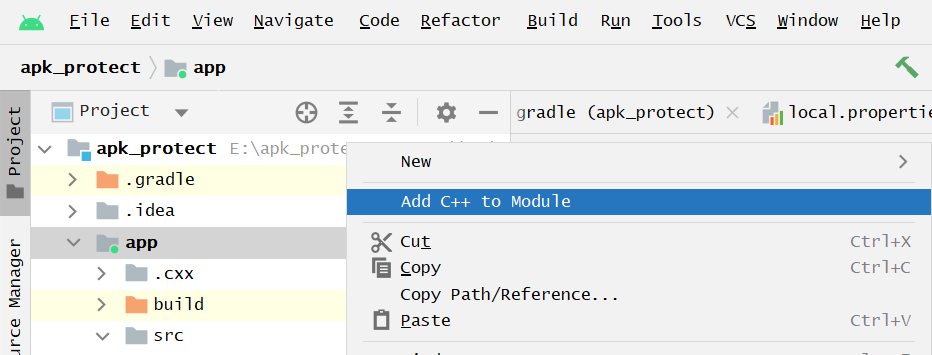 File Edit View Navigate Code Refactor Build Run Tools VCS Window Help
apk_protect app
Project
Project
gradle (apk_protect)
local.propertie
apk_protect E:\apk_prote
.gradle
.idea
app
.cxx
build
src
urce Manager
New
Add C++ to Module
Cut Ctrl+X
Copy Ctrl+C
Copy Path/Reference...
Paste Ctrl+V